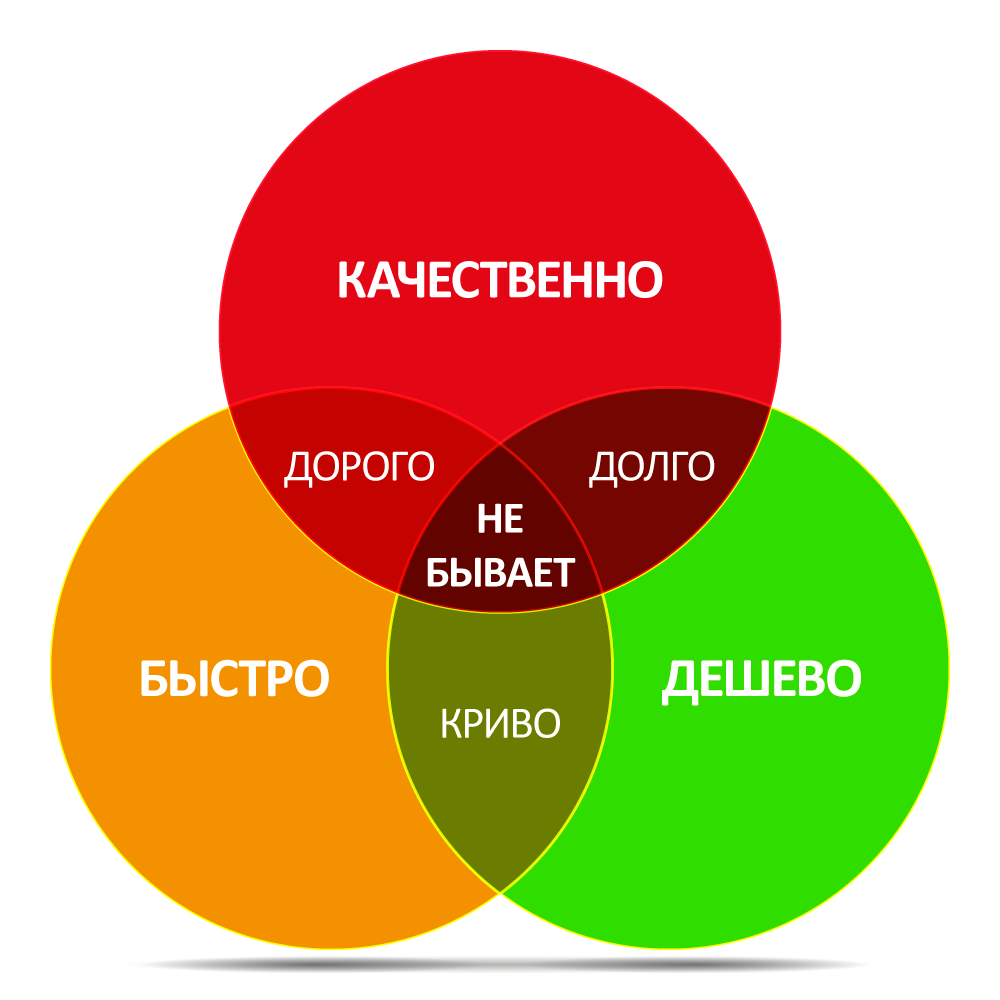 КАЧЕСТВЕННО
ДОРОГО
ДОЛГО
НЕ
БЫВАЕТ
БЫСТРО
ДЕШЕВО
КРИВО